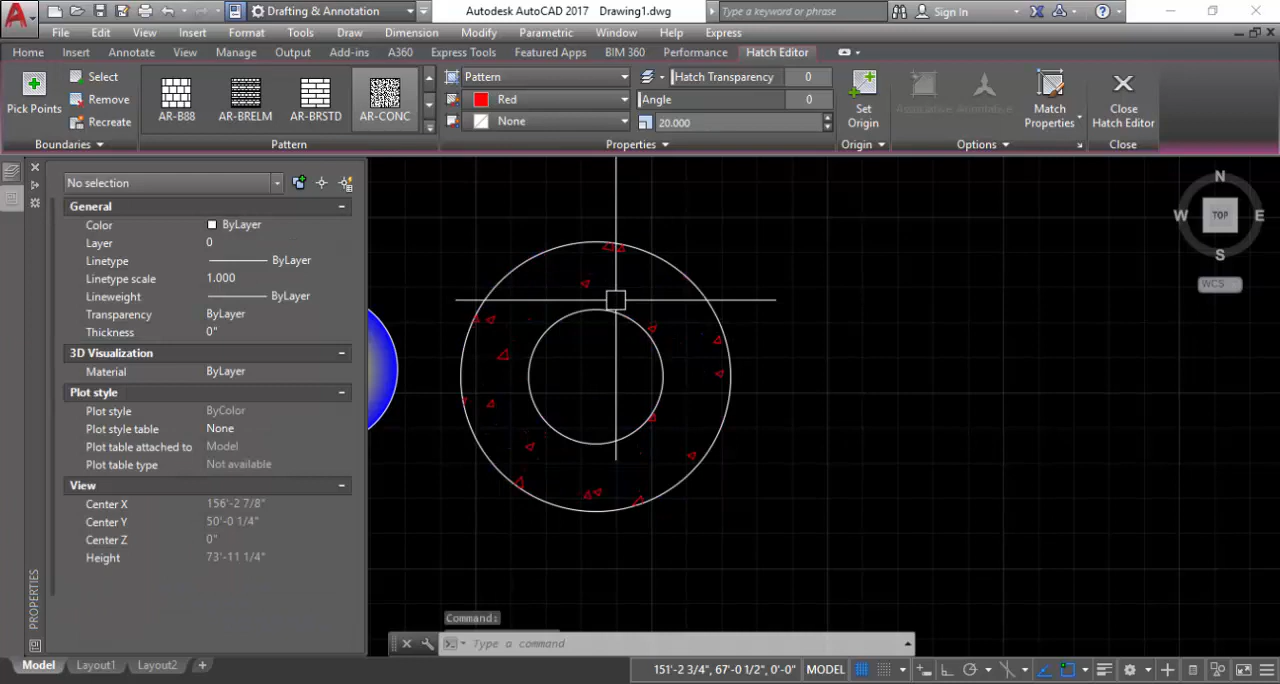 Drafting & Annotation
Autodesk AutoCAD 2017 Drawing1.dwg
Type a keyword or phrase
Sign In
File Edit View Insert Format Tools Draw Dimension Modify Parametric Window Help Express
Home Insert Annotate View Manage Output Add-ins A360 Express Tools Featured Apps BIM 360 Performance Hatch Editor
Pick Points
Select
Remove
Recreate
Boundaries
AR-B88
AR-BRELM
AR-BRSTD
AR-CONC
Pattern
Pattern
Red
None
Hatch Transparency 0
Angle 0
20.000
Properties
Set
Origin
Origin
Associative
Annotative
Match
Properties
Options
Close
Hatch Editor
Close
No selection
General
Color ByLayer
Layer 0
Linetype ByLayer
Linetype scale 1.000
Lineweight ByLayer
Transparency ByLayer
Thickness 0"
3D Visualization
Material ByLayer
Plot style
Plot style ByColor
Plot style table None
Plot table attached to Model
Plot table type Not available
View
Center X 156'-2 7/8"
Center Y 50'-0 1/4"
Center Z 0"
Height 73'-11 1/4"
PROPERTIES
N
W TOP E
S
WCS
Command:
Type a command
Model Layout1 Layout2 +
151'-2 3/4", 67'-0 1/2", 0'-0" MODEL